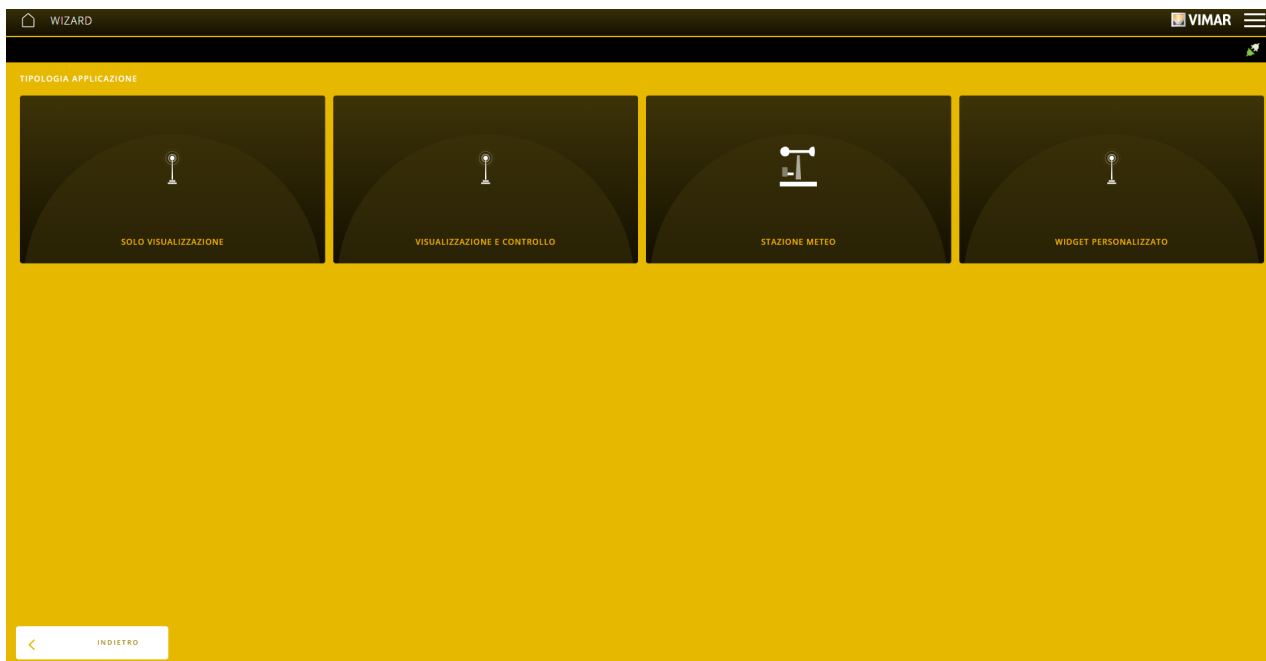 WIZARD
VIMAR
TIPOLOGIA APPLICAZIONE
SOLO VISUALIZZAZIONE
VISUALIZZAZIONE E CONTROLLO
STAZIONE METEO
WIDGET PERSONALIZZATO
INDIETRO